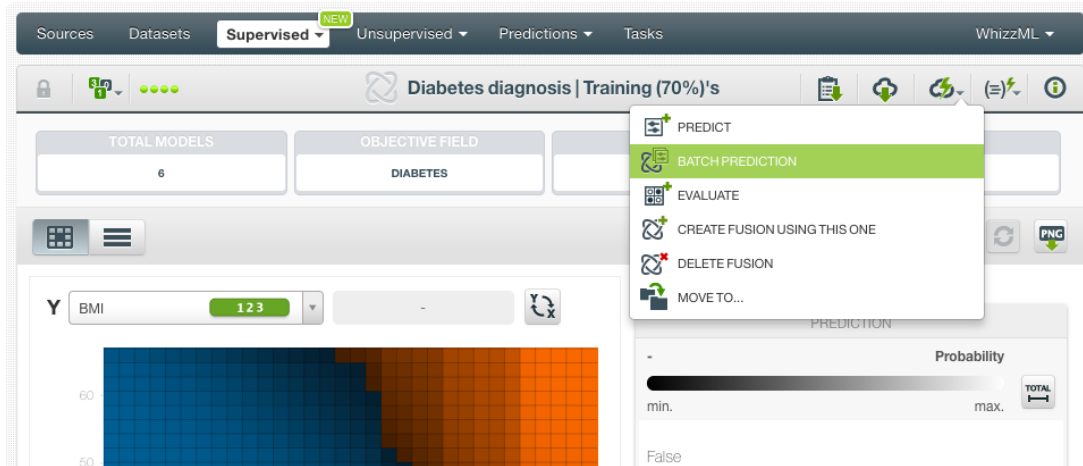 NEW
Sources Datasets Supervised Unsupervised Predictions Tasks WhizzML
Diabetes diagnosis | Training (70%)'s
TOTAL MODELS OBJECTIVE FIELD
6 DIABETES
PREDICT
BATCH PREDICTION
EVALUATE
CREATE FUSION USING THIS ONE
DELETE FUSION
MOVE TO...
PNG
Y BMI 123 -
Y X
PREDICTION
- Probability
TOTAL
min. max.
60
False
50